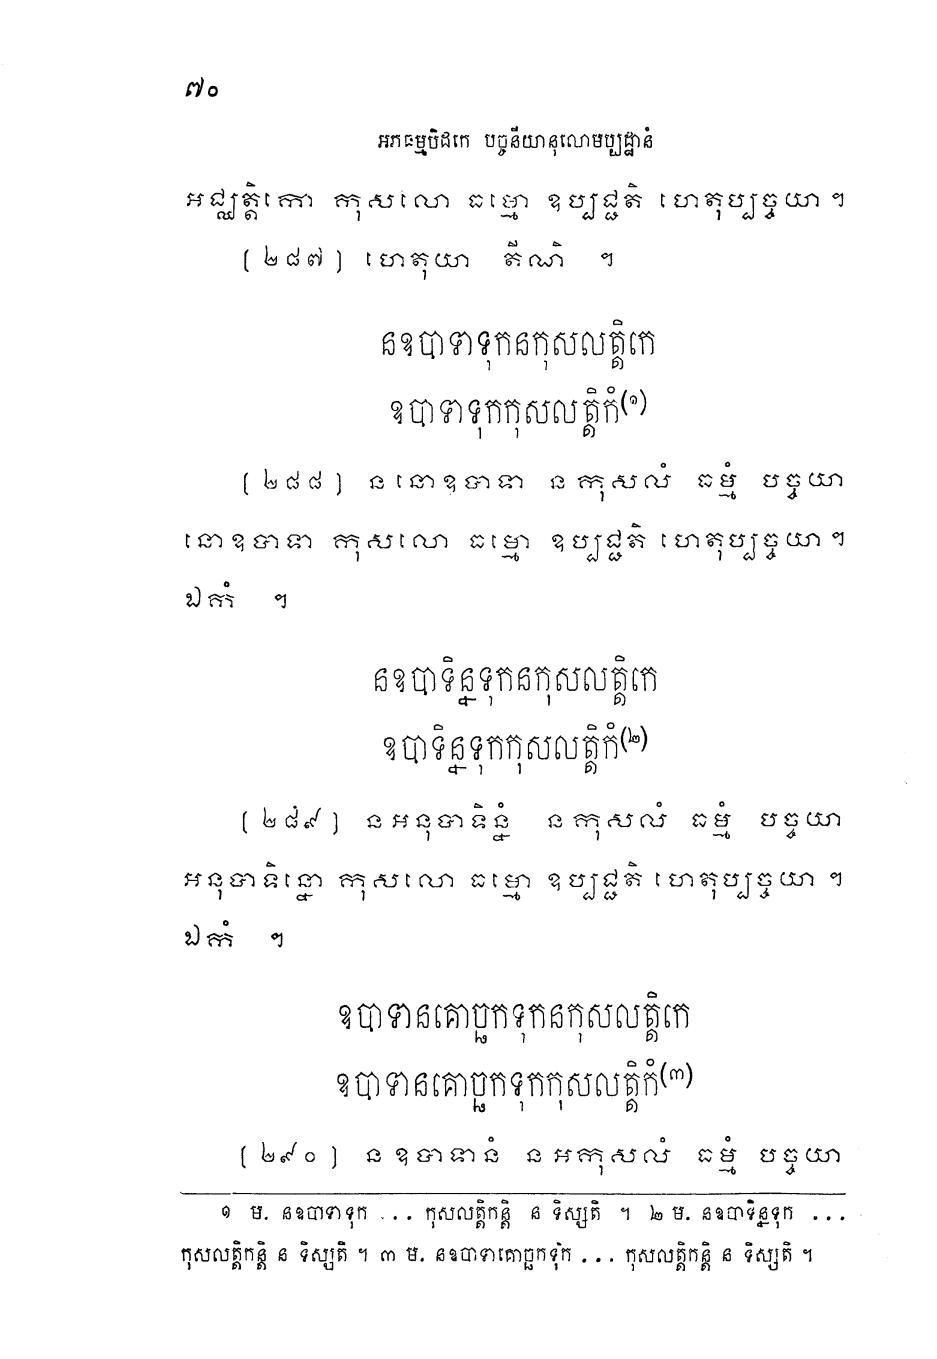 ៧០
អភធម្មបិដកេ បច្ចនីយានុលោមប្បដ្ឋានំ
អជ្ឈត្តិកោ កុសលោ ធម្មោ ឧប្បជ្ជតិ ហេតុប្បច្ចយា ។
[ ២៨៧ ] ហេតុយា តីណិ ។
នឧបាទាទុកនកុសលត្តិកេ
ឧបាទាទុកកុសលត្តិកំ(១)
[ ២៨៨ ] ន នោឧបាទា ន កុសលំ ធម្មំ បច្ចយា
នោឧបាទា កុសលោ ធម្មោ ឧប្បជ្ជតិ ហេតុប្បច្ចយា ។
ឯកំ ។
នឧបាទិន្នទុកនកុសលត្តិកេ
ឧបាទិន្នទុកកុសលត្តិកំ(២)
[ ២៨៩ ] ន អនុបាទិន្នំ ន កុសលំ ធម្មំ បច្ចយា
អនុបាទិន្នោ កុសលោ ធម្មោ ឧប្បជ្ជតិ ហេតុប្បច្ចយា ។
ឯកំ ។
ឧបាទានគោច្ឆកទុកនកុសលត្តិកេ
ឧបាទានគោច្ឆកទុកកុសលត្តិកំ(៣)
[ ២៩០ ] ន ឧបាទានំ ន អកុសលំ ធម្មំ បច្ចយា
១ ម. នឧបាទាទុក ... កុសលត្តិកន្តិ ន ទិស្សតិ ។ ២ ម. នឧបាទិន្នទុក ...
កុសលត្តិកន្តិ ន ទិស្សតិ ។ ៣ ម. នឧបាទាគោច្ឆកទុក ... កុសលត្តិកន្តិ ន ទិស្សតិ ។